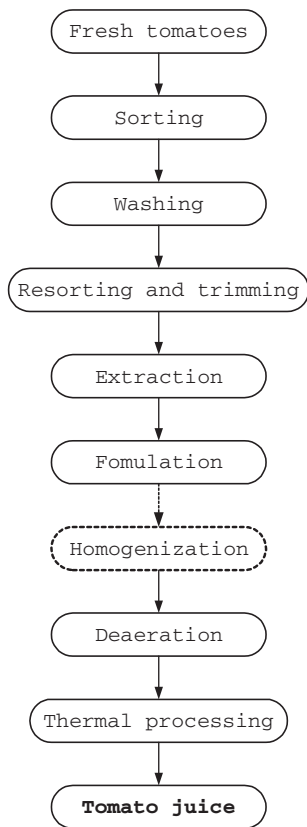 Fresh tomatoes
Sorting
Washing
Resorting and trimming
Extraction
Fomulation
Homogenization
Deaeration
Thermal processing
Tomato juice